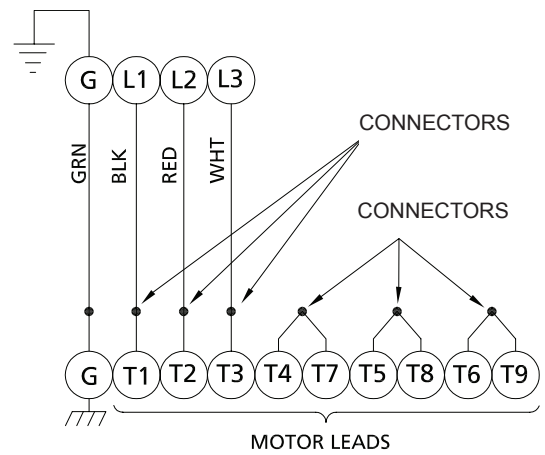 G L1 L2 L3
CONNECTORS
GRN BLK RED WHT
CONNECTORS
G T1 T2 T3 T4 T7 T5 T8 T6 T9
MOTOR LEADS